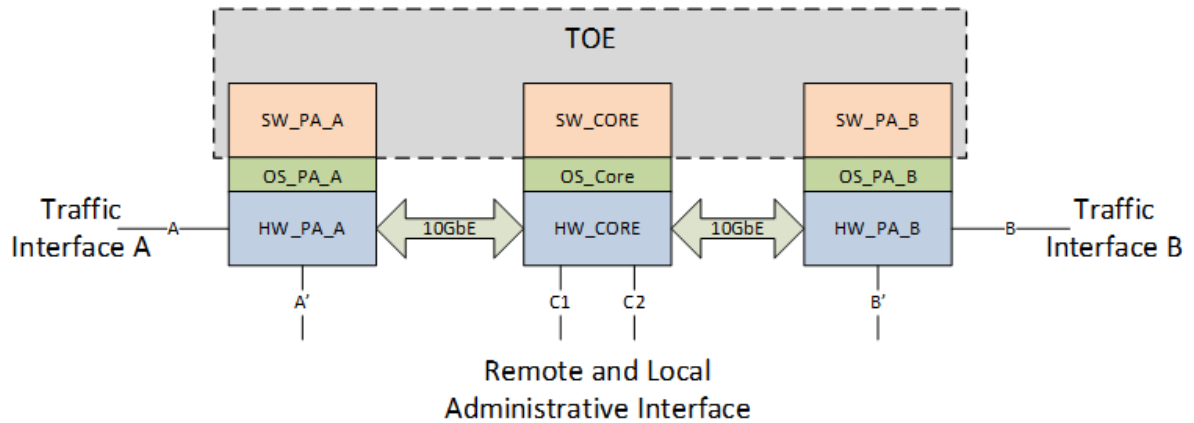 TOE
SW_PA_A
SW_CORE
SW_PA_B
OS_PA_A
OS_Core
OS_PA_B
Traffic
Interface A
A
HW_PA_A
10GbE
HW_CORE
10GbE
HW_PA_B
B
Traffic
Interface B
A'
C1
C2
B'
Remote and Local
Administrative Interface